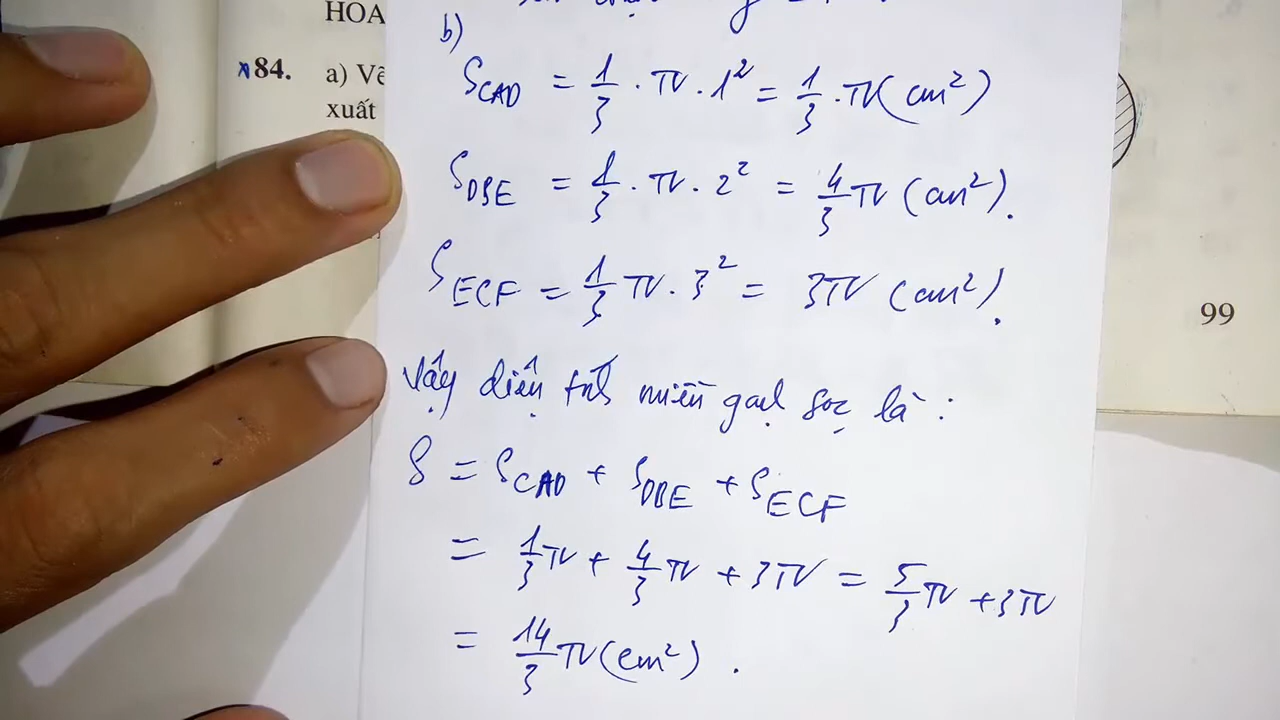 HOA
84. a) Vẽ
xuất
b)
S_CAD = 1/3 . π . 1² = 1/3 . π (cm²)
S_DBE = 1/3 . π . 2² = 4/3 π (cm²).
S_ECF = 1/3 π . 3² = 3π (cm²).
99
Vậy diện tích miền gạch sọc là :
S = S_CAD + S_DBE + S_ECF
= 1/3 π + 4/3 π + 3π = 5/3 π + 3π
= 14/3 π (cm²) .